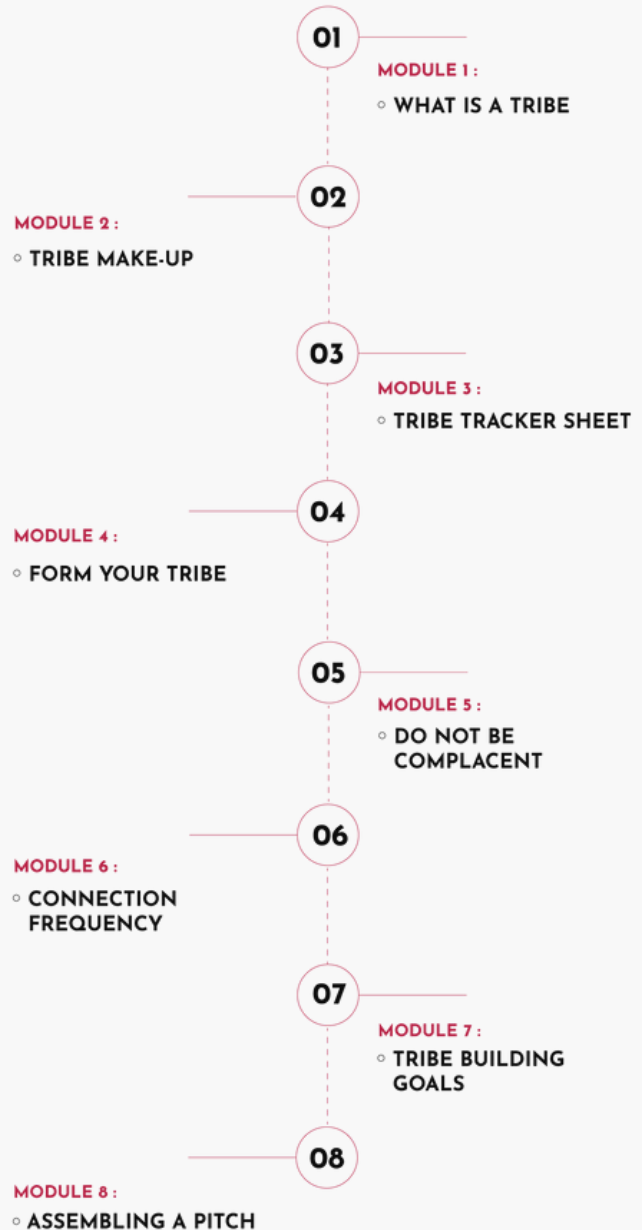 01
MODULE 1 :
WHAT IS A TRIBE
02
MODULE 2 :
TRIBE MAKE-UP
03
MODULE 3 :
TRIBE TRACKER SHEET
04
MODULE 4 :
FORM YOUR TRIBE
05
MODULE 5 :
DO NOT BE
COMPLACENT
06
MODULE 6 :
CONNECTION
FREQUENCY
07
MODULE 7 :
TRIBE BUILDING
GOALS
08
MODULE 8 :
ASSEMBLING A PITCH